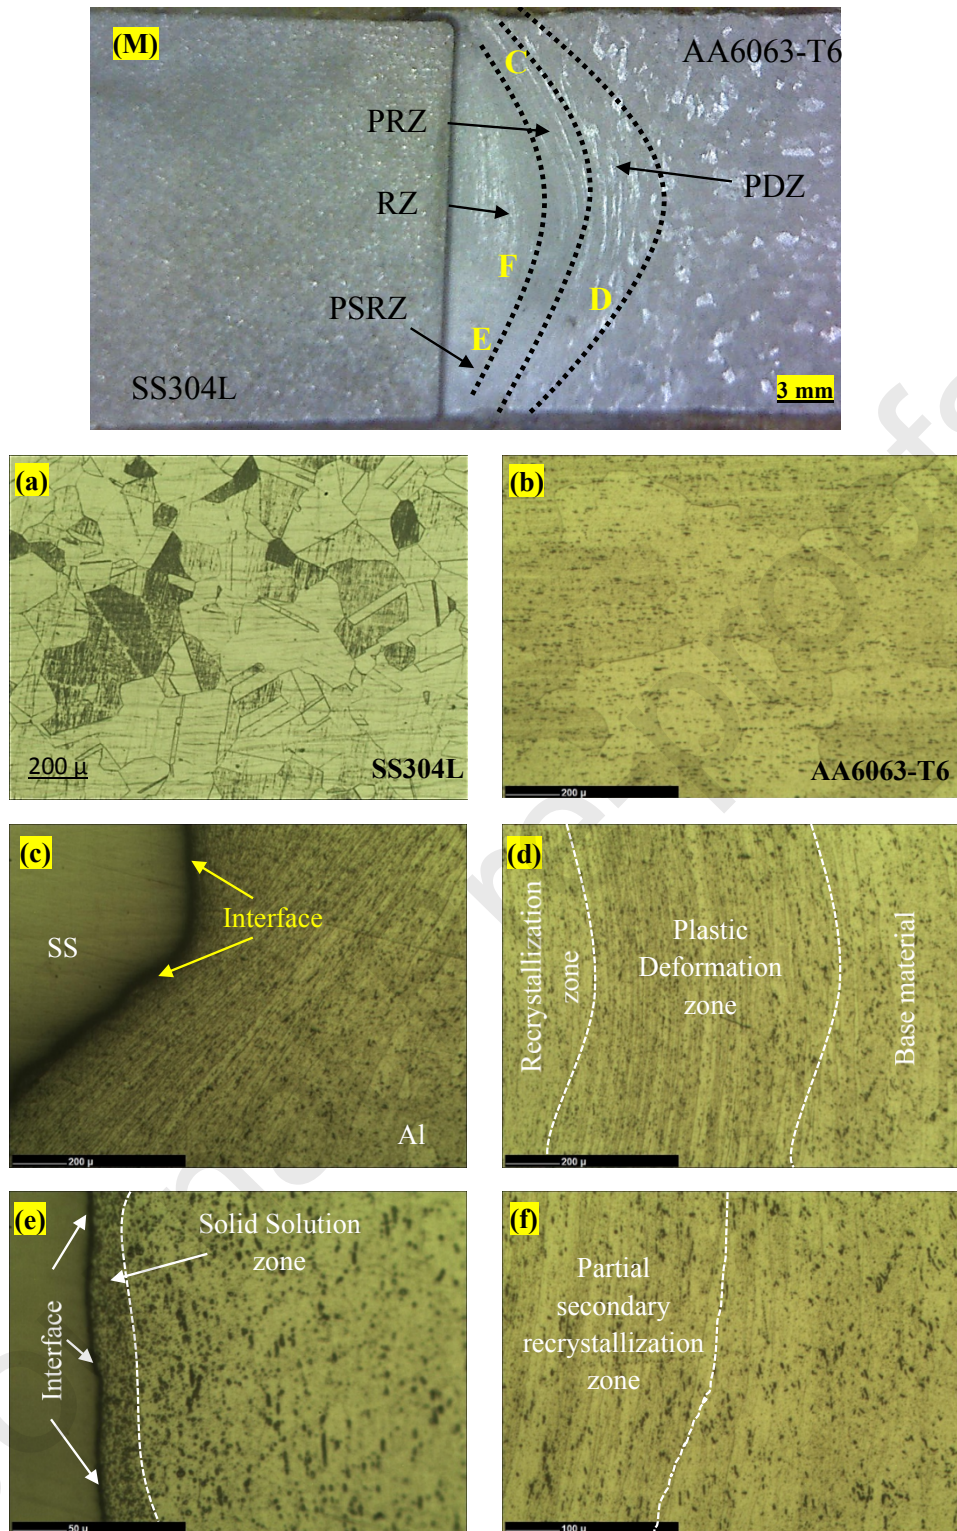 (M)
AA6063-T6
C
PRZ
PDZ
RZ
F
D
PSRZ
E
SS304L
3 mm
(a)
200 µ
SS304L
(b)
AA6063-T6
200 µ
(c)
Interface
SS
Al
200 µ
(d)
Recrystallization
zone
Plastic
Deformation
zone
Base material
200 µ
(e)
Solid Solution
zone
Interface
50 µ
(f)
Partial
secondary
recrystallization
zone
100 µ